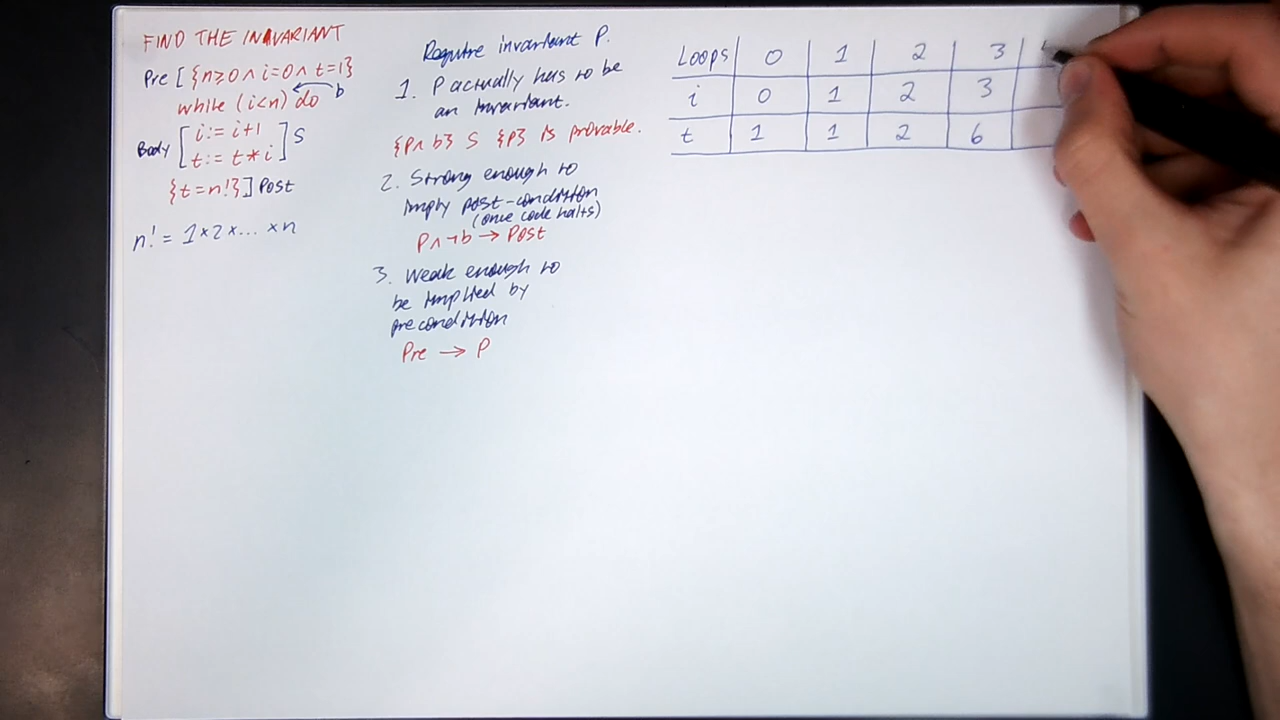 FIND THE INVARIANT
Pre [{n≥0 ∧ i=0 ∧ t=1}
while (i<n) do b
Body [i:= i+1
t:= t*i] S
{t=n!}] Post
n! = 1×2×... ×n
Require invariant P.
1. P actually has to be
an invariant.
{P∧b} S {P} is provable.
2. Strong enough to
imply post-condition
(once code halts)
P∧¬b → Post
3. Weak enough to
be implied by
precondition
Pre → P
Loops 0 1 2 3
i 0 1 2 3
t 1 1 2 6